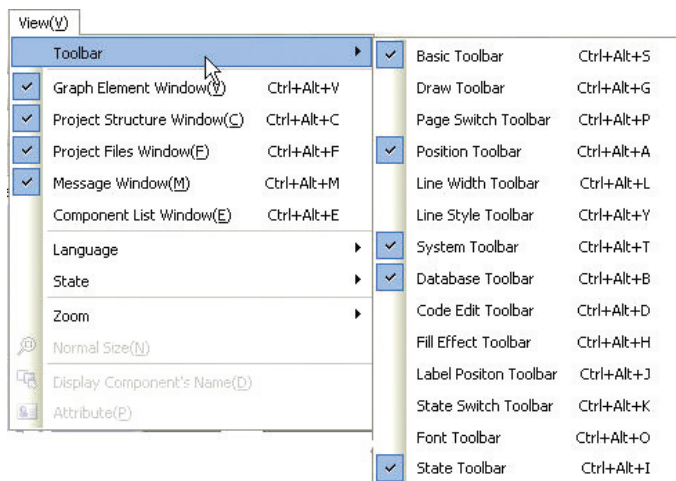 View(V)
Toolbar
Graph Element Window(V) Ctrl+Alt+V
Project Structure Window(C) Ctrl+Alt+C
Project Files Window(F) Ctrl+Alt+F
Message Window(M) Ctrl+Alt+M
Component List Window(E) Ctrl+Alt+E
Language
State
Zoom
Normal Size(N)
Display Component's Name(D)
Attribute(P)
Basic Toolbar Ctrl+Alt+S
Draw Toolbar Ctrl+Alt+G
Page Switch Toolbar Ctrl+Alt+P
Position Toolbar Ctrl+Alt+A
Line Width Toolbar Ctrl+Alt+L
Line Style Toolbar Ctrl+Alt+Y
System Toolbar Ctrl+Alt+T
Database Toolbar Ctrl+Alt+B
Code Edit Toolbar Ctrl+Alt+D
Fill Effect Toolbar Ctrl+Alt+H
Label Positon Toolbar Ctrl+Alt+J
State Switch Toolbar Ctrl+Alt+K
Font Toolbar Ctrl+Alt+O
State Toolbar Ctrl+Alt+I